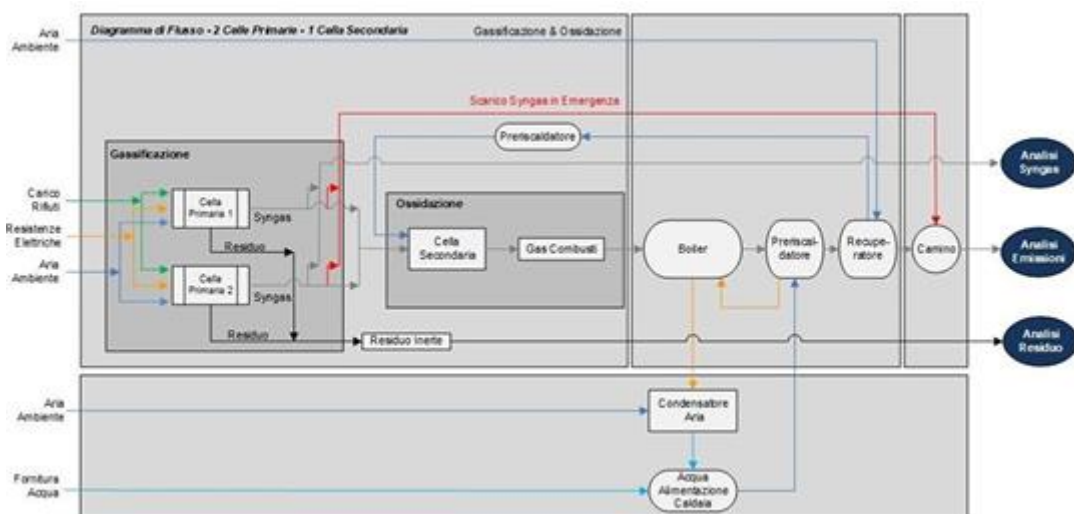 Aria
Ambiente
Diagramma di Flusso - 2 Celle Primarie - 1 Cella Secondaria
Gassificazione & Ossidazione
Scarico Syngas in Emergenza
Preriscaldatore
Gassificazione
Analisi
Syngas
Carico
Rifiuti
Cella
Primaria 1
Syngas
Ossidazione
Resistenze
Elettriche
Residuo
Cella
Secondaria
Gas Combusti
Boiler
Preriscal-
datore
Recupe-
ratore
Camino
Analisi
Emissioni
Aria
Ambiente
Cella
Primaria 2
Syngas
Residuo
Residuo Inerte
Analisi
Residuo
Aria
Ambiente
Condensatore
Aria
Fornitura
Acqua
Acqua
Alimentazione
Caldaia